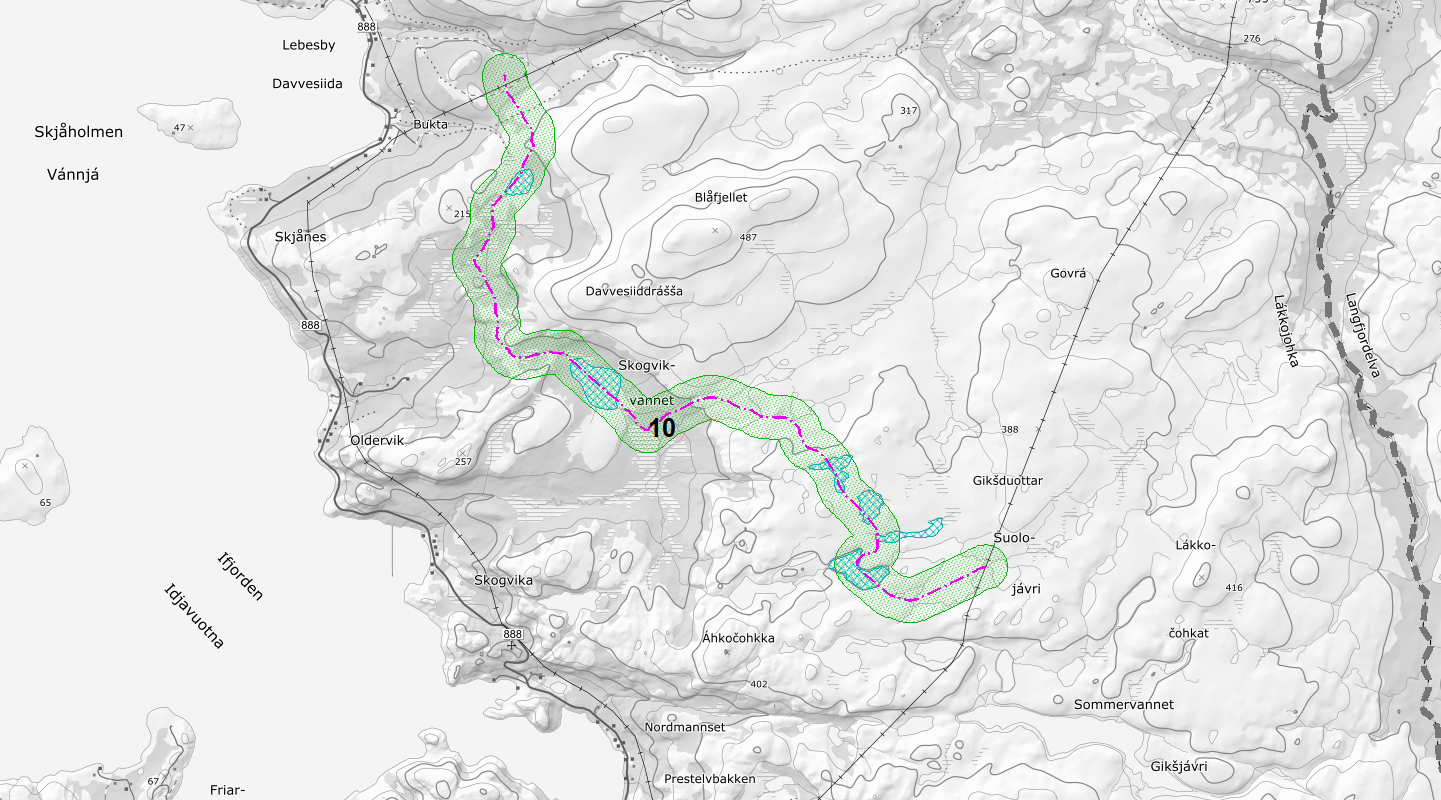 888
Lebesby
276
Davvesiida
317
Bukta
Skjåholmen
47
Vánnjá
Blåfjellet
215
Skjånes
487
Govrá
Davvesiiddrášša
Lákkojohka
Langfjordelva
888
Skogvik-
vannet
10
388
Oldervik
257
Gikšduottar
65
Suolo-
Lákko-
Ifjorden
Idjavuotna
Skogvika
jávri
416
888
Áhkočohkka
čohkat
402
Sommervannet
Nordmannset
Gikšjávri
67
Prestelvbakken
Friar-